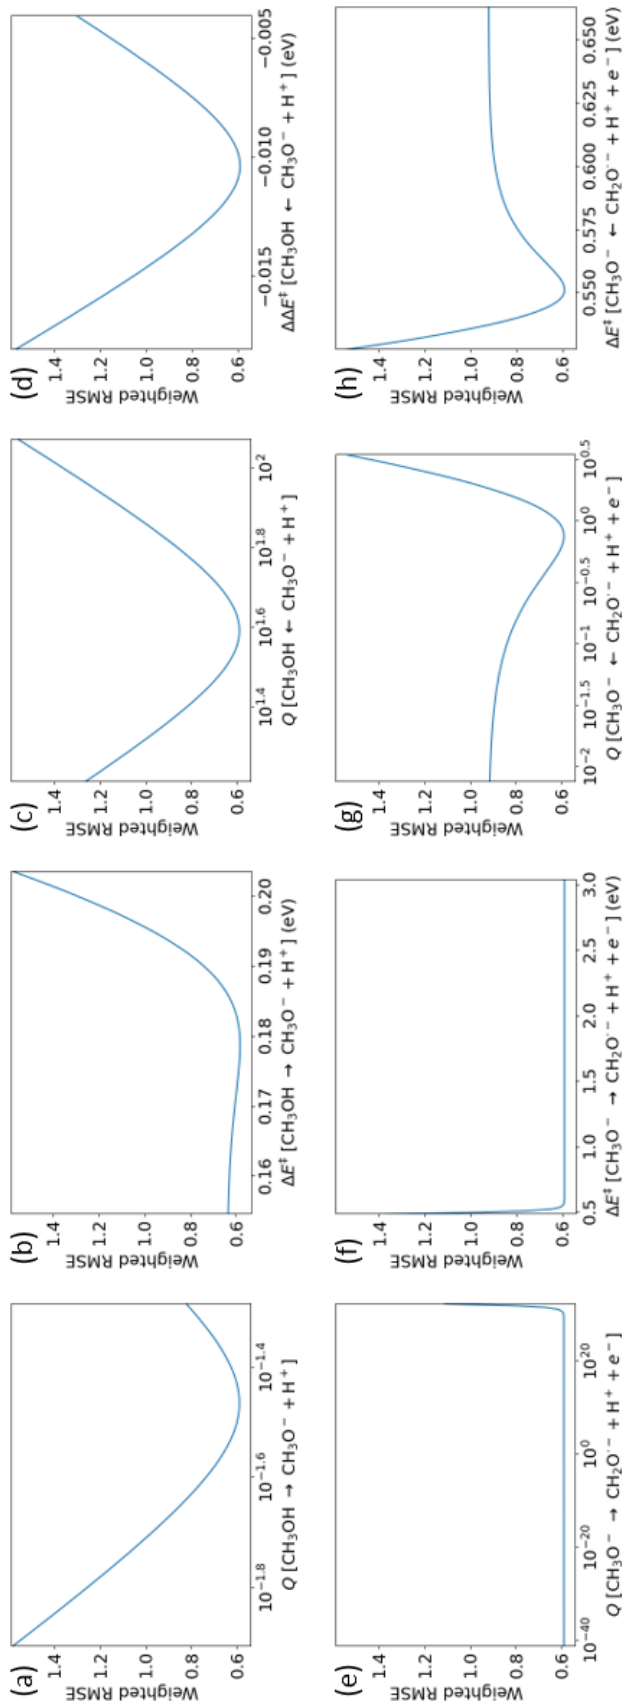 (a)
Weighted RMSE
1.4
1.2
1.0
0.8
0.6
10^−1.8 10^−1.6 10^−1.4
Q [CH₃OH → CH₃O⁻ + H⁺]
(b)
Weighted RMSE
1.4
1.2
1.0
0.8
0.6
0.16 0.17 0.18 0.19 0.20
ΔE‡ [CH₃OH → CH₃O⁻ + H⁺] (eV)
(c)
Weighted RMSE
1.4
1.2
1.0
0.8
0.6
10^1.4 10^1.6 10^1.8 10^2
Q [CH₃OH ← CH₃O⁻ + H⁺]
(d)
Weighted RMSE
1.4
1.2
1.0
0.8
0.6
−0.015 −0.010 −0.005
ΔΔE‡ [CH₃OH ← CH₃O⁻ + H⁺] (eV)
(e)
Weighted RMSE
1.4
1.2
1.0
0.8
0.6
10^−40 10^−20 10^0 10^20
Q [CH₃O⁻ → CH₂O˙⁻ + H⁺ + e⁻]
(f)
Weighted RMSE
1.4
1.2
1.0
0.8
0.6
0.5 1.0 1.5 2.0 2.5 3.0
ΔE‡ [CH₃O⁻ → CH₂O˙⁻ + H⁺ + e⁻] (eV)
(g)
Weighted RMSE
1.4
1.2
1.0
0.8
0.6
10^−2 10^−1.5 10^−1 10^−0.5 10^0 10^0.5
Q [CH₃O⁻ ← CH₂O˙⁻ + H⁺ + e⁻]
(h)
Weighted RMSE
1.4
1.2
1.0
0.8
0.6
0.550 0.575 0.600 0.625 0.650
ΔE‡ [CH₃O⁻ ← CH₂O˙⁻ + H⁺ + e⁻] (eV)